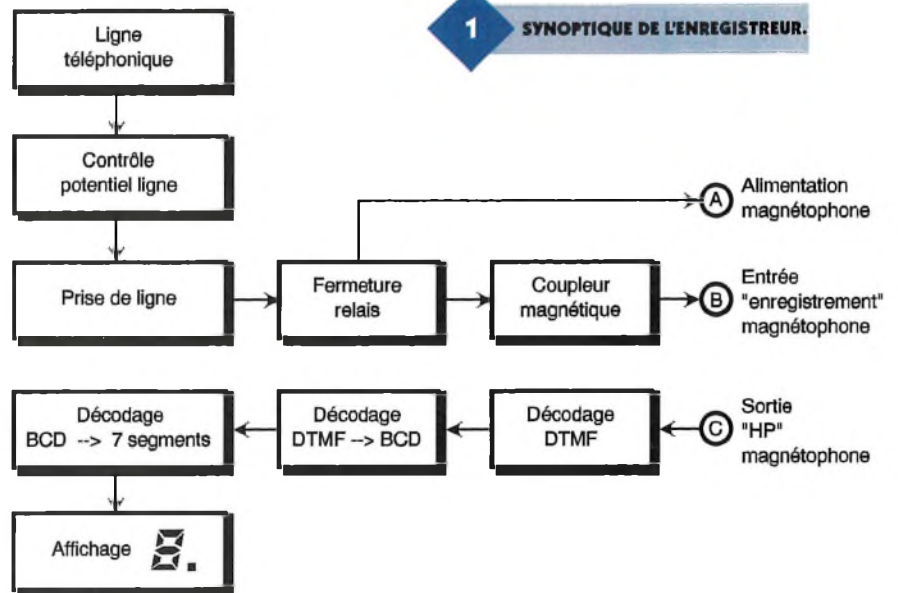 1 SYNOPTIQUE DE L'ENREGISTREUR.
Ligne
téléphonique
Contrôle
potentiel ligne
Prise de ligne
Fermeture
relais
Coupleur
magnétique
A Alimentation
magnétophone
B Entrée
"enregistrement"
magnétophone
Décodage
BCD --> 7 segments
Décodage
DTMF --> BCD
Décodage
DTMF
C Sortie
"HP"
magnétophone
Affichage 8.